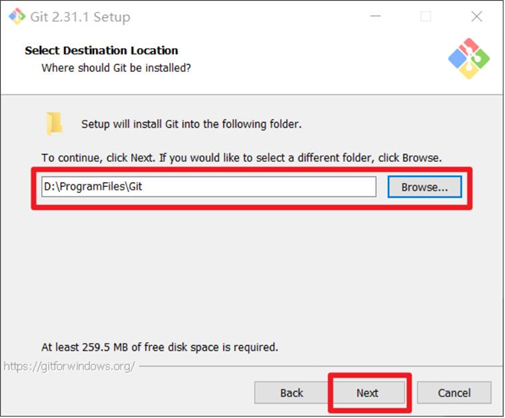 Git 2.31.1 Setup
Select Destination Location
Where should Git be installed?
Setup will install Git into the following folder.
To continue, click Next. If you would like to select a different folder, click Browse.
D:\ProgramFiles\Git
Browse...
At least 259.5 MB of free disk space is required.
https://gitforwindows.org/
Back
Next
Cancel